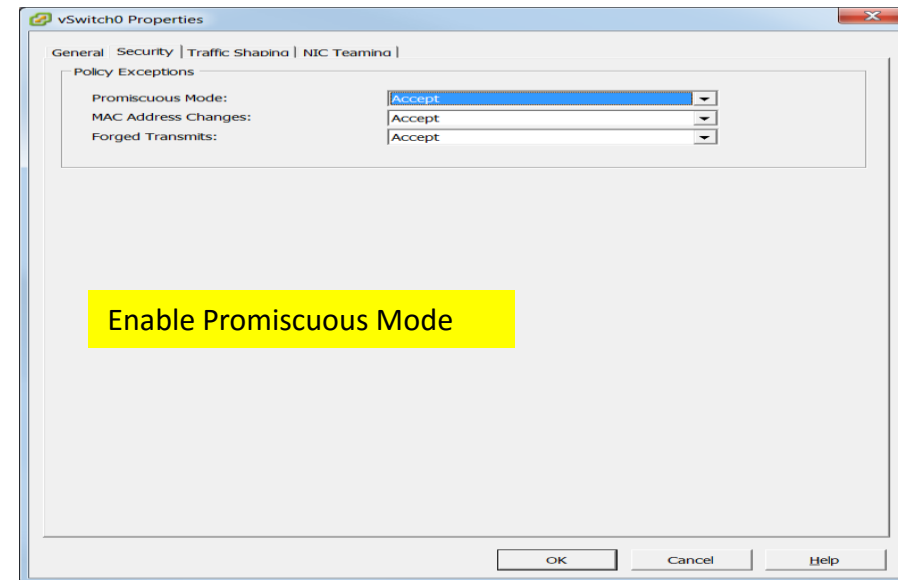 vSwitch0 Properties
General Security Traffic Shaping NIC Teaming
Policy Exceptions
Promiscuous Mode: Accept
MAC Address Changes: Accept
Forged Transmits: Accept
Enable Promiscuous Mode
OK Cancel Help